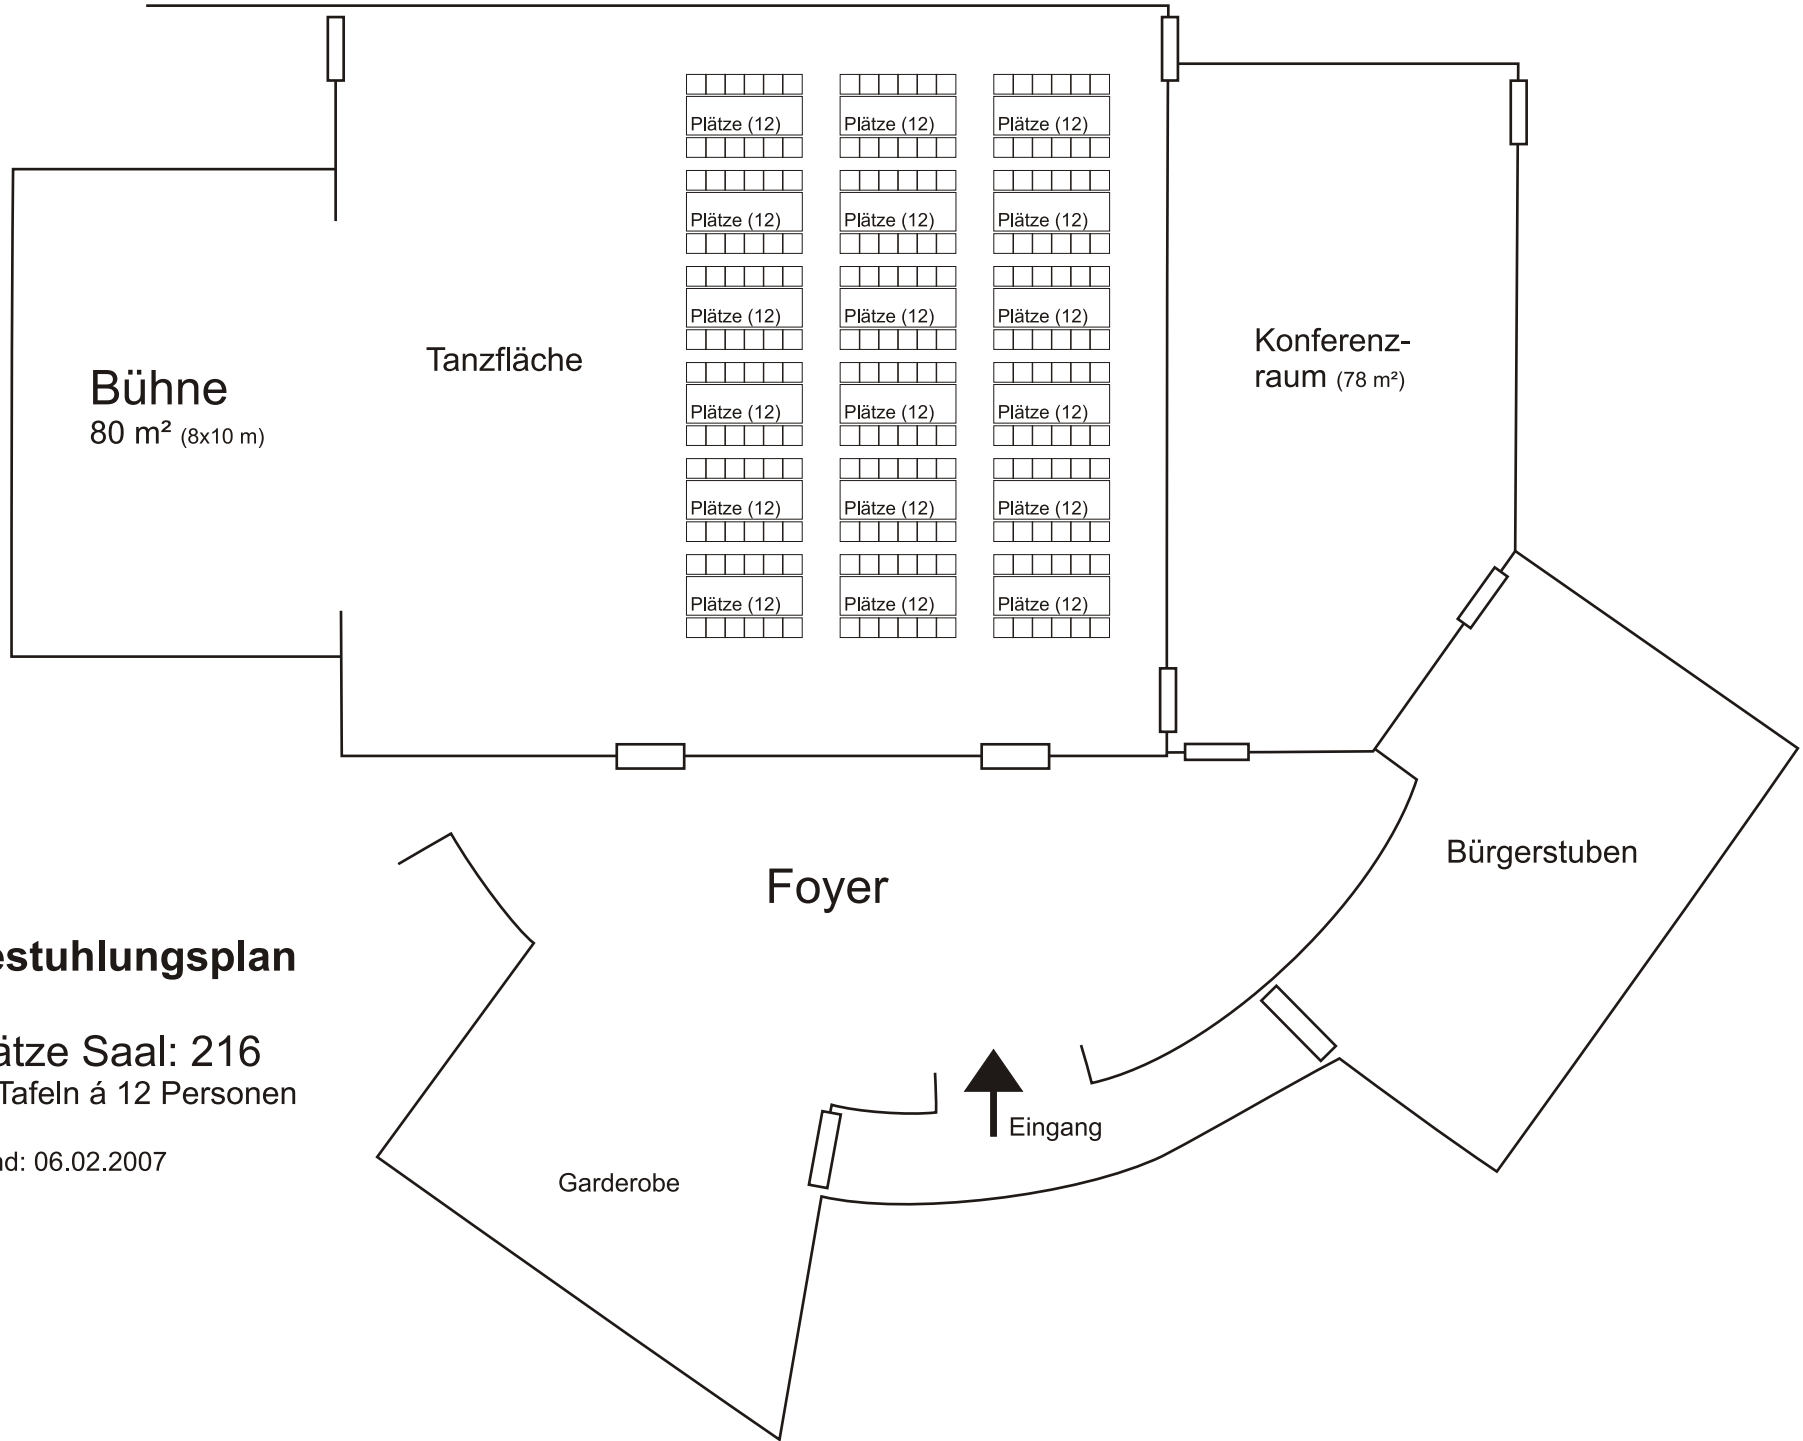 Plätze (12) Plätze (12) Plätze (12)
Plätze (12) Plätze (12) Plätze (12)
Plätze (12) Plätze (12) Plätze (12)
Plätze (12) Plätze (12) Plätze (12)
Plätze (12) Plätze (12) Plätze (12)
Plätze (12) Plätze (12) Plätze (12)
Bühne
80 m² (8x10 m)
Tanzfläche
Konferenz-
raum (78 m²)
Bürgerstuben
Foyer
estuhlungsplan
ätze Saal: 216
Tafeln á 12 Personen
nd: 06.02.2007
Eingang
Garderobe